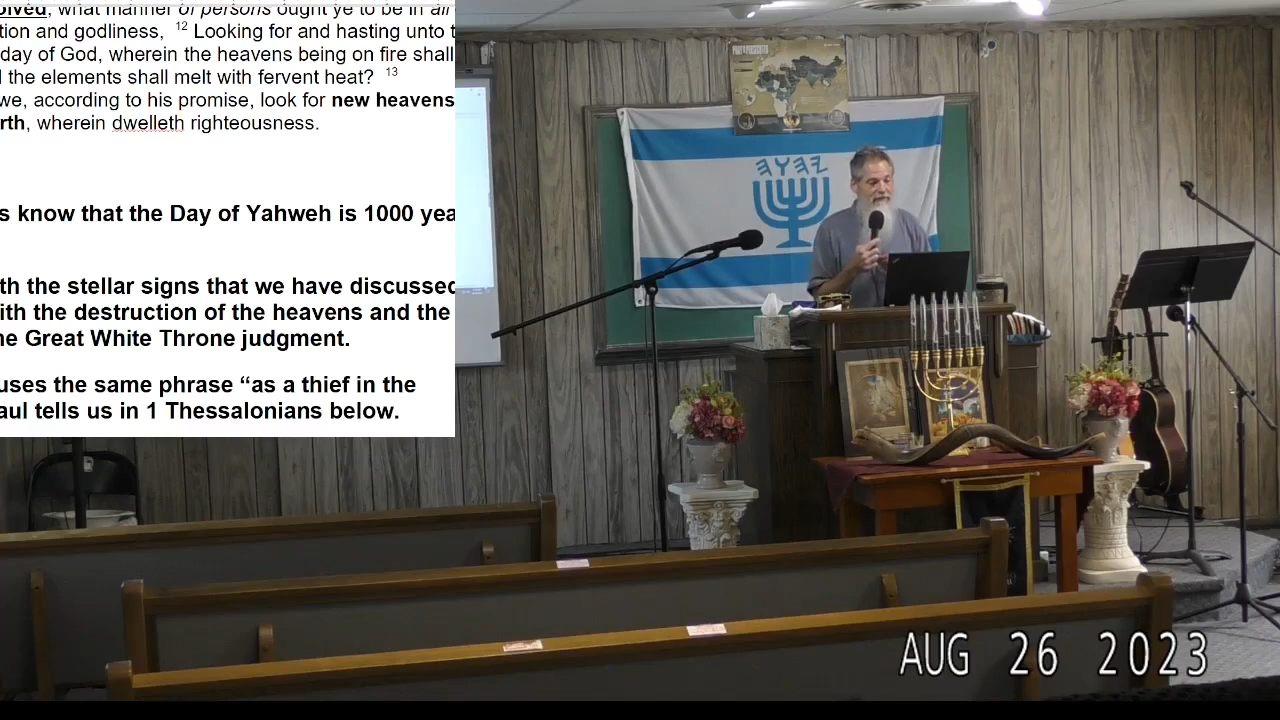 olved, what manner of persons ought ye to be in all
tion and godliness, 12 Looking for and hasting unto t
day of God, wherein the heavens being on fire shall
the elements shall melt with fervent heat? 13
we, according to his promise, look for new heavens
rth, wherein dwelleth righteousness.
s know that the Day of Yahweh is 1000 yea
th the stellar signs that we have discussed
ith the destruction of the heavens and the
he Great White Throne judgment.
uses the same phrase “as a thief in the
aul tells us in 1 Thessalonians below.
𐤉𐤄𐤅𐤄
AUG 26 2023